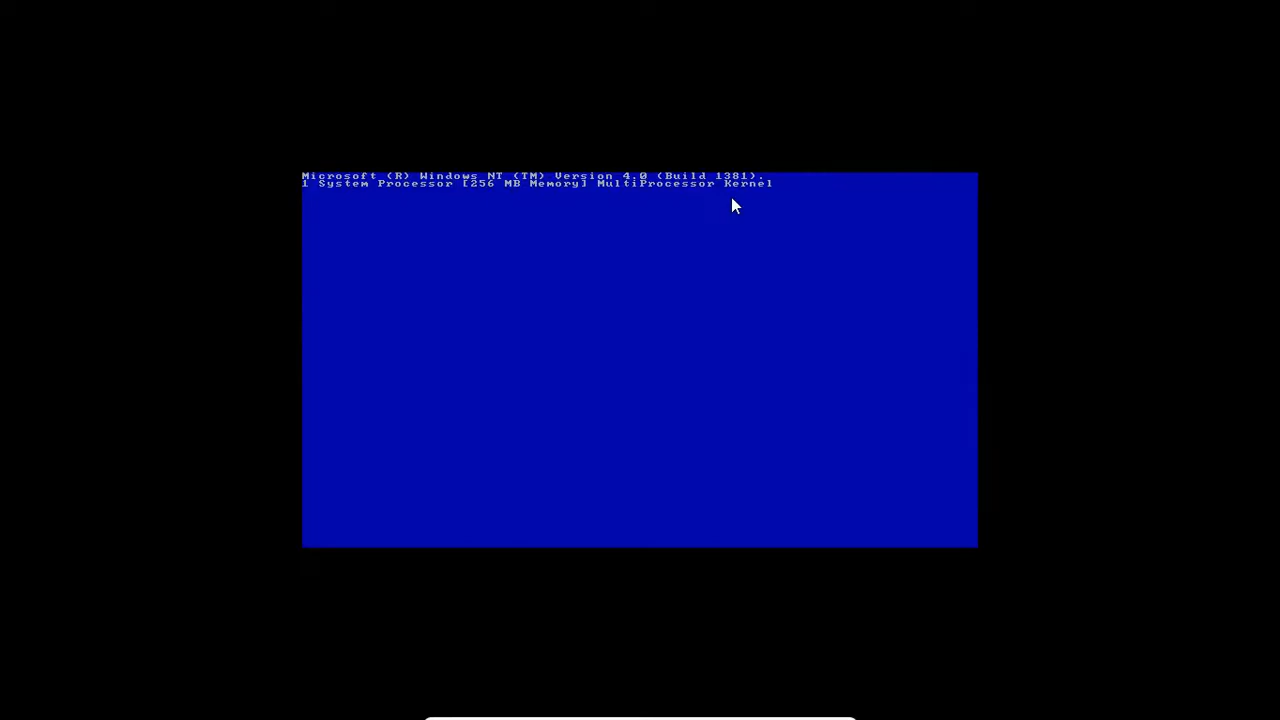 Microsoft (R) Windows NT (TM) Version 4.0 (Build 1381).
1 System Processor [256 MB Memory] MultiProcessor Kernel